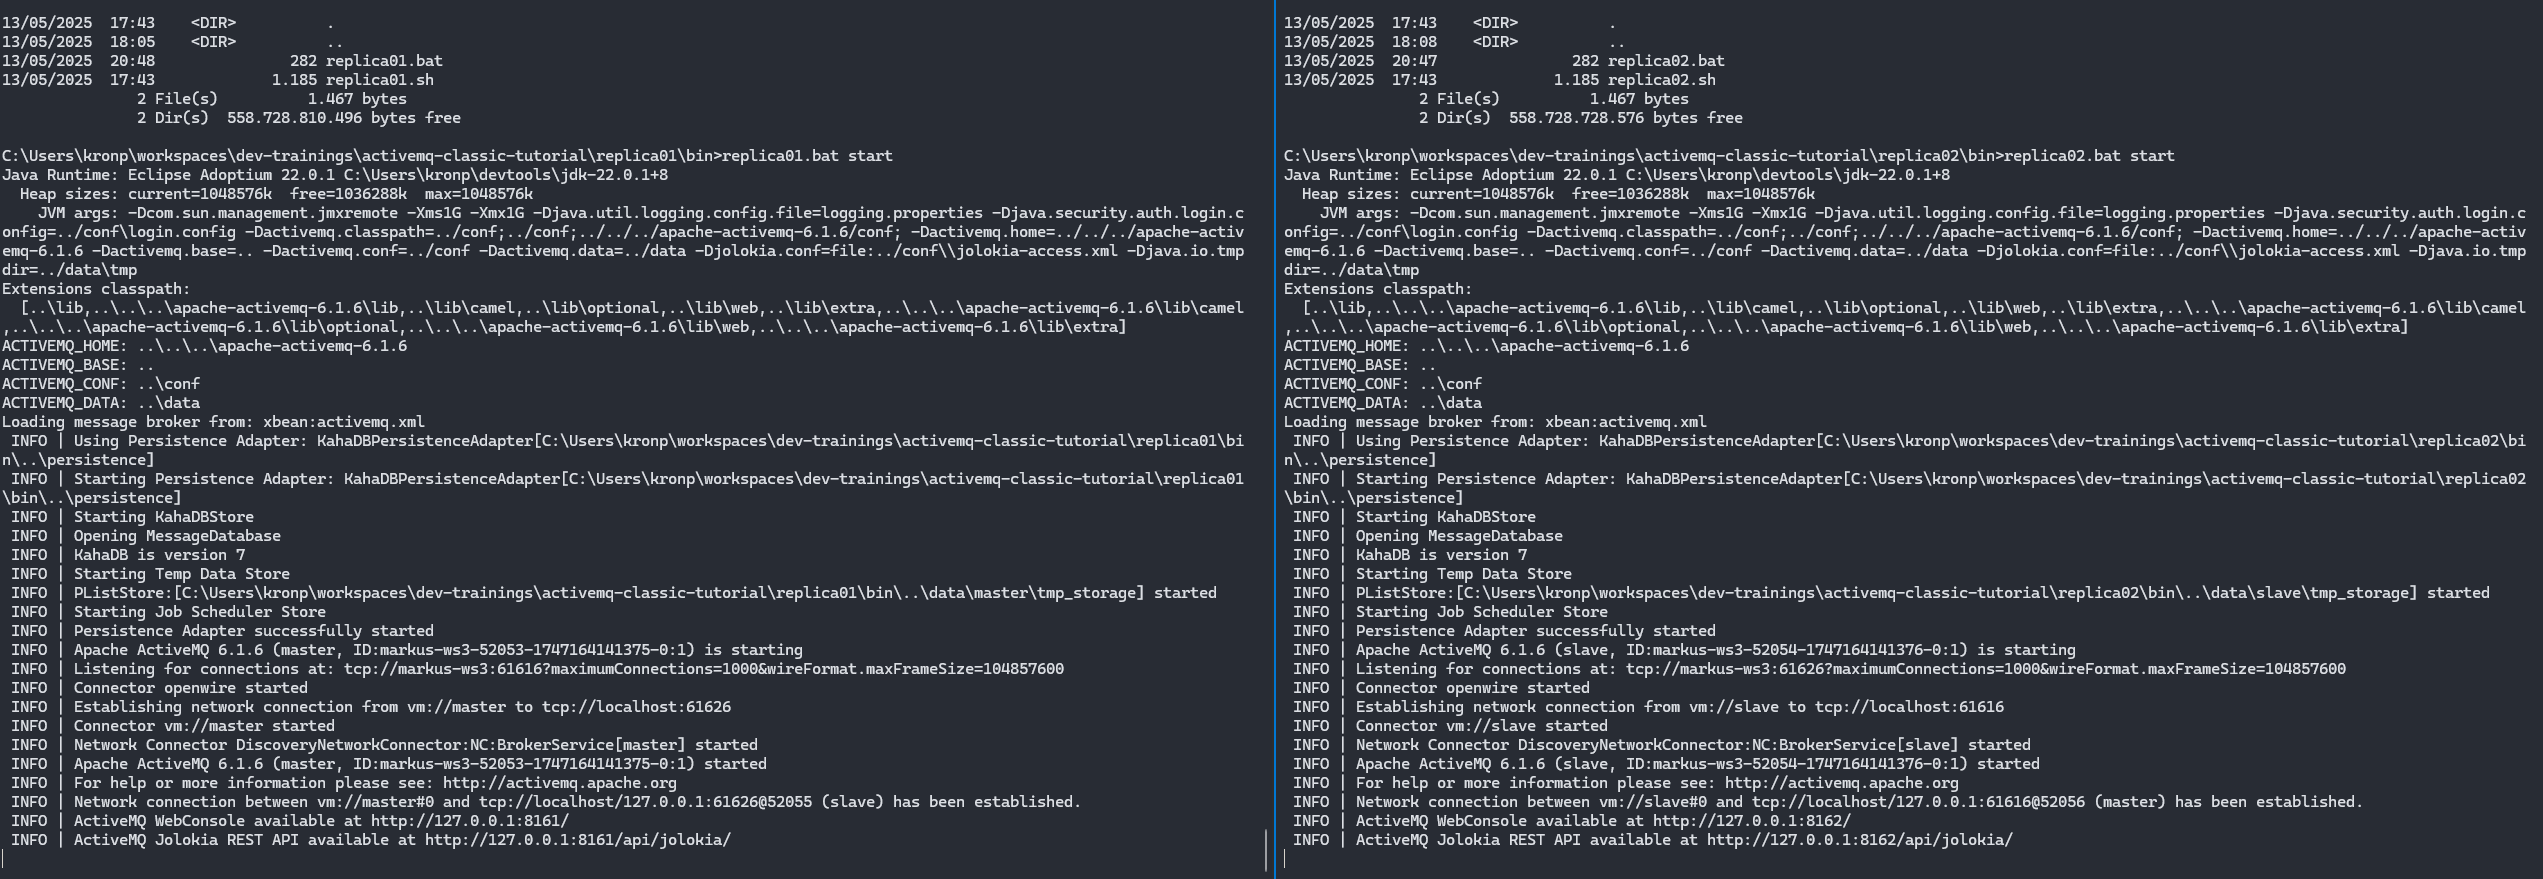 13/05/2025  17:43    <DIR>          .
13/05/2025  18:05    <DIR>          ..
13/05/2025  20:48               282 replica01.bat
13/05/2025  17:43             1.185 replica01.sh
               2 File(s)          1.467 bytes
               2 Dir(s)  558.728.810.496 bytes free
C:\Users\kronp\workspaces\dev-trainings\activemq-classic-tutorial\replica01\bin>replica01.bat start
Java Runtime: Eclipse Adoptium 22.0.1 C:\Users\kronp\devtools\jdk-22.0.1+8
  Heap sizes: current=1048576k  free=1036288k  max=1048576k
    JVM args: -Dcom.sun.management.jmxremote -Xms1G -Xmx1G -Djava.util.logging.config.file=logging.properties -Djava.security.auth.login.c
onfig=../conf\login.config -Dactivemq.classpath=../conf;../conf;../../../apache-activemq-6.1.6/conf; -Dactivemq.home=../../../apache-activ
emq-6.1.6 -Dactivemq.base=.. -Dactivemq.conf=../conf -Dactivemq.data=../data -Djolokia.conf=file:../conf\\jolokia-access.xml -Djava.io.tmp
dir=../data\tmp
Extensions classpath:
  [..\lib,..\..\..\apache-activemq-6.1.6\lib,..\lib\camel,..\lib\optional,..\lib\web,..\lib\extra,..\..\..\apache-activemq-6.1.6\lib\camel
,..\..\..\apache-activemq-6.1.6\lib\optional,..\..\..\apache-activemq-6.1.6\lib\web,..\..\..\apache-activemq-6.1.6\lib\extra]
ACTIVEMQ_HOME: ..\..\..\apache-activemq-6.1.6
ACTIVEMQ_BASE: ..
ACTIVEMQ_CONF: ..\conf
ACTIVEMQ_DATA: ..\data
Loading message broker from: xbean:activemq.xml
 INFO | Using Persistence Adapter: KahaDBPersistenceAdapter[C:\Users\kronp\workspaces\dev-trainings\activemq-classic-tutorial\replica01\bi
n\..\persistence]
 INFO | Starting Persistence Adapter: KahaDBPersistenceAdapter[C:\Users\kronp\workspaces\dev-trainings\activemq-classic-tutorial\replica01
\bin\..\persistence]
 INFO | Starting KahaDBStore
 INFO | Opening MessageDatabase
 INFO | KahaDB is version 7
 INFO | Starting Temp Data Store
 INFO | PListStore:[C:\Users\kronp\workspaces\dev-trainings\activemq-classic-tutorial\replica01\bin\..\data\master\tmp_storage] started
 INFO | Starting Job Scheduler Store
 INFO | Persistence Adapter successfully started
 INFO | Apache ActiveMQ 6.1.6 (master, ID:markus-ws3-52053-1747164141375-0:1) is starting
 INFO | Listening for connections at: tcp://markus-ws3:61616?maximumConnections=1000&wireFormat.maxFrameSize=104857600
 INFO | Connector openwire started
 INFO | Establishing network connection from vm://master to tcp://localhost:61626
 INFO | Connector vm://master started
 INFO | Network Connector DiscoveryNetworkConnector:NC:BrokerService[master] started
 INFO | Apache ActiveMQ 6.1.6 (master, ID:markus-ws3-52053-1747164141375-0:1) started
 INFO | For help or more information please see: http://activemq.apache.org
 INFO | Network connection between vm://master#0 and tcp://localhost/127.0.0.1:61626@52055 (slave) has been established.
 INFO | ActiveMQ WebConsole available at http://127.0.0.1:8161/
 INFO | ActiveMQ Jolokia REST API available at http://127.0.0.1:8161/api/jolokia/
13/05/2025  17:43    <DIR>          .
13/05/2025  18:08    <DIR>          ..
13/05/2025  20:47               282 replica02.bat
13/05/2025  17:43             1.185 replica02.sh
               2 File(s)          1.467 bytes
               2 Dir(s)  558.728.728.576 bytes free
C:\Users\kronp\workspaces\dev-trainings\activemq-classic-tutorial\replica02\bin>replica02.bat start
Java Runtime: Eclipse Adoptium 22.0.1 C:\Users\kronp\devtools\jdk-22.0.1+8
  Heap sizes: current=1048576k  free=1036288k  max=1048576k
    JVM args: -Dcom.sun.management.jmxremote -Xms1G -Xmx1G -Djava.util.logging.config.file=logging.properties -Djava.security.auth.login.c
onfig=../conf\login.config -Dactivemq.classpath=../conf;../conf;../../../apache-activemq-6.1.6/conf; -Dactivemq.home=../../../apache-activ
emq-6.1.6 -Dactivemq.base=.. -Dactivemq.conf=../conf -Dactivemq.data=../data -Djolokia.conf=file:../conf\\jolokia-access.xml -Djava.io.tmp
dir=../data\tmp
Extensions classpath:
  [..\lib,..\..\..\apache-activemq-6.1.6\lib,..\lib\camel,..\lib\optional,..\lib\web,..\lib\extra,..\..\..\apache-activemq-6.1.6\lib\camel
,..\..\..\apache-activemq-6.1.6\lib\optional,..\..\..\apache-activemq-6.1.6\lib\web,..\..\..\apache-activemq-6.1.6\lib\extra]
ACTIVEMQ_HOME: ..\..\..\apache-activemq-6.1.6
ACTIVEMQ_BASE: ..
ACTIVEMQ_CONF: ..\conf
ACTIVEMQ_DATA: ..\data
Loading message broker from: xbean:activemq.xml
 INFO | Using Persistence Adapter: KahaDBPersistenceAdapter[C:\Users\kronp\workspaces\dev-trainings\activemq-classic-tutorial\replica02\bi
n\..\persistence]
 INFO | Starting Persistence Adapter: KahaDBPersistenceAdapter[C:\Users\kronp\workspaces\dev-trainings\activemq-classic-tutorial\replica02
\bin\..\persistence]
 INFO | Starting KahaDBStore
 INFO | Opening MessageDatabase
 INFO | KahaDB is version 7
 INFO | Starting Temp Data Store
 INFO | PListStore:[C:\Users\kronp\workspaces\dev-trainings\activemq-classic-tutorial\replica02\bin\..\data\slave\tmp_storage] started
 INFO | Starting Job Scheduler Store
 INFO | Persistence Adapter successfully started
 INFO | Apache ActiveMQ 6.1.6 (slave, ID:markus-ws3-52054-1747164141376-0:1) is starting
 INFO | Listening for connections at: tcp://markus-ws3:61626?maximumConnections=1000&wireFormat.maxFrameSize=104857600
 INFO | Connector openwire started
 INFO | Establishing network connection from vm://slave to tcp://localhost:61616
 INFO | Connector vm://slave started
 INFO | Network Connector DiscoveryNetworkConnector:NC:BrokerService[slave] started
 INFO | Apache ActiveMQ 6.1.6 (slave, ID:markus-ws3-52054-1747164141376-0:1) started
 INFO | For help or more information please see: http://activemq.apache.org
 INFO | Network connection between vm://slave#0 and tcp://localhost/127.0.0.1:61616@52056 (master) has been established.
 INFO | ActiveMQ WebConsole available at http://127.0.0.1:8162/
 INFO | ActiveMQ Jolokia REST API available at http://127.0.0.1:8162/api/jolokia/